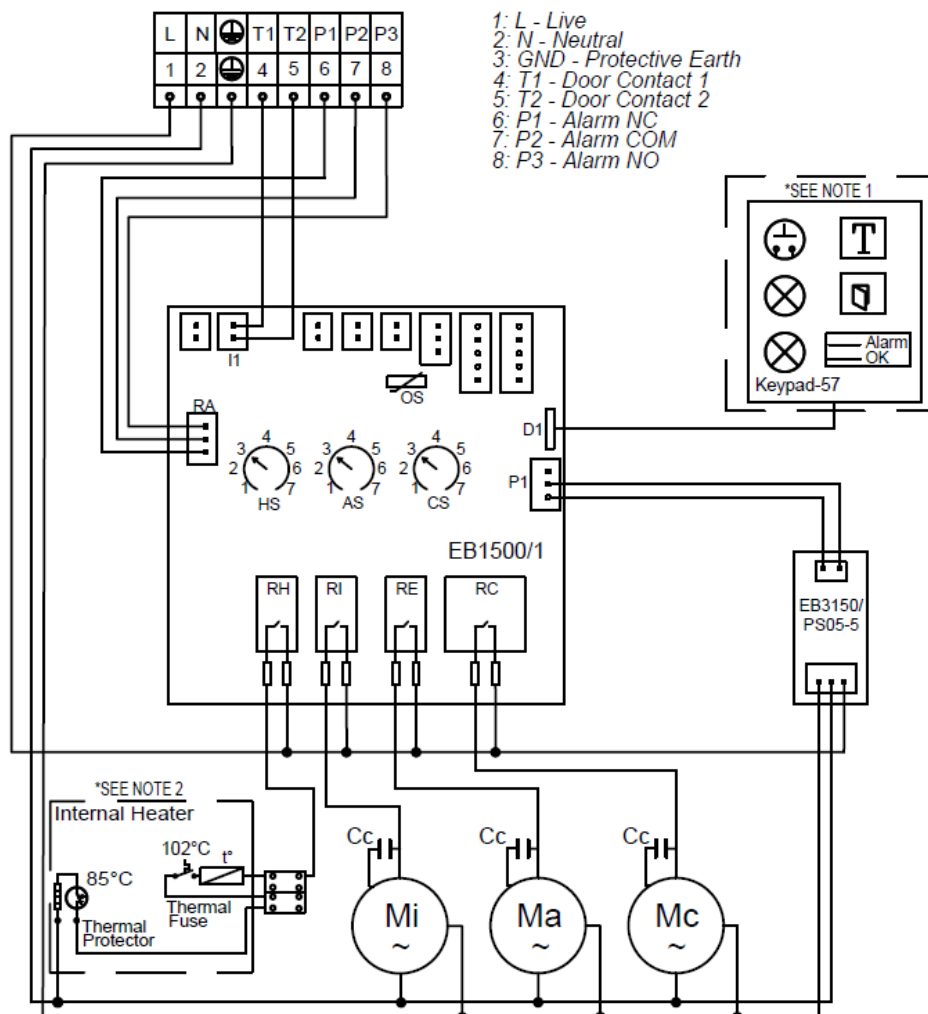 L N T1 T2 P1 P2 P3
1 2 4 5 6 7 8
1: L - Live
2: N - Neutral
3: GND - Protective Earth
4: T1 - Door Contact 1
5: T2 - Door Contact 2
6: P1 - Alarm NC
7: P2 - Alarm COM
8: P3 - Alarm NO
*SEE NOTE 1
T
Alarm
OK
Keypad-57
I1
OS
RA
D1
P1
1 2 3 4 5 6 7
HS
1 2 3 4 5 6 7
AS
1 2 3 4 5 6 7
CS
EB1500/1
RH RI RE RC
EB3150/
PS05-5
*SEE NOTE 2
Internal Heater
102°C
t°
85°C
Thermal
Fuse
Thermal
Protector
Cc Cc Cc
Mi Ma Mc
~ ~ ~